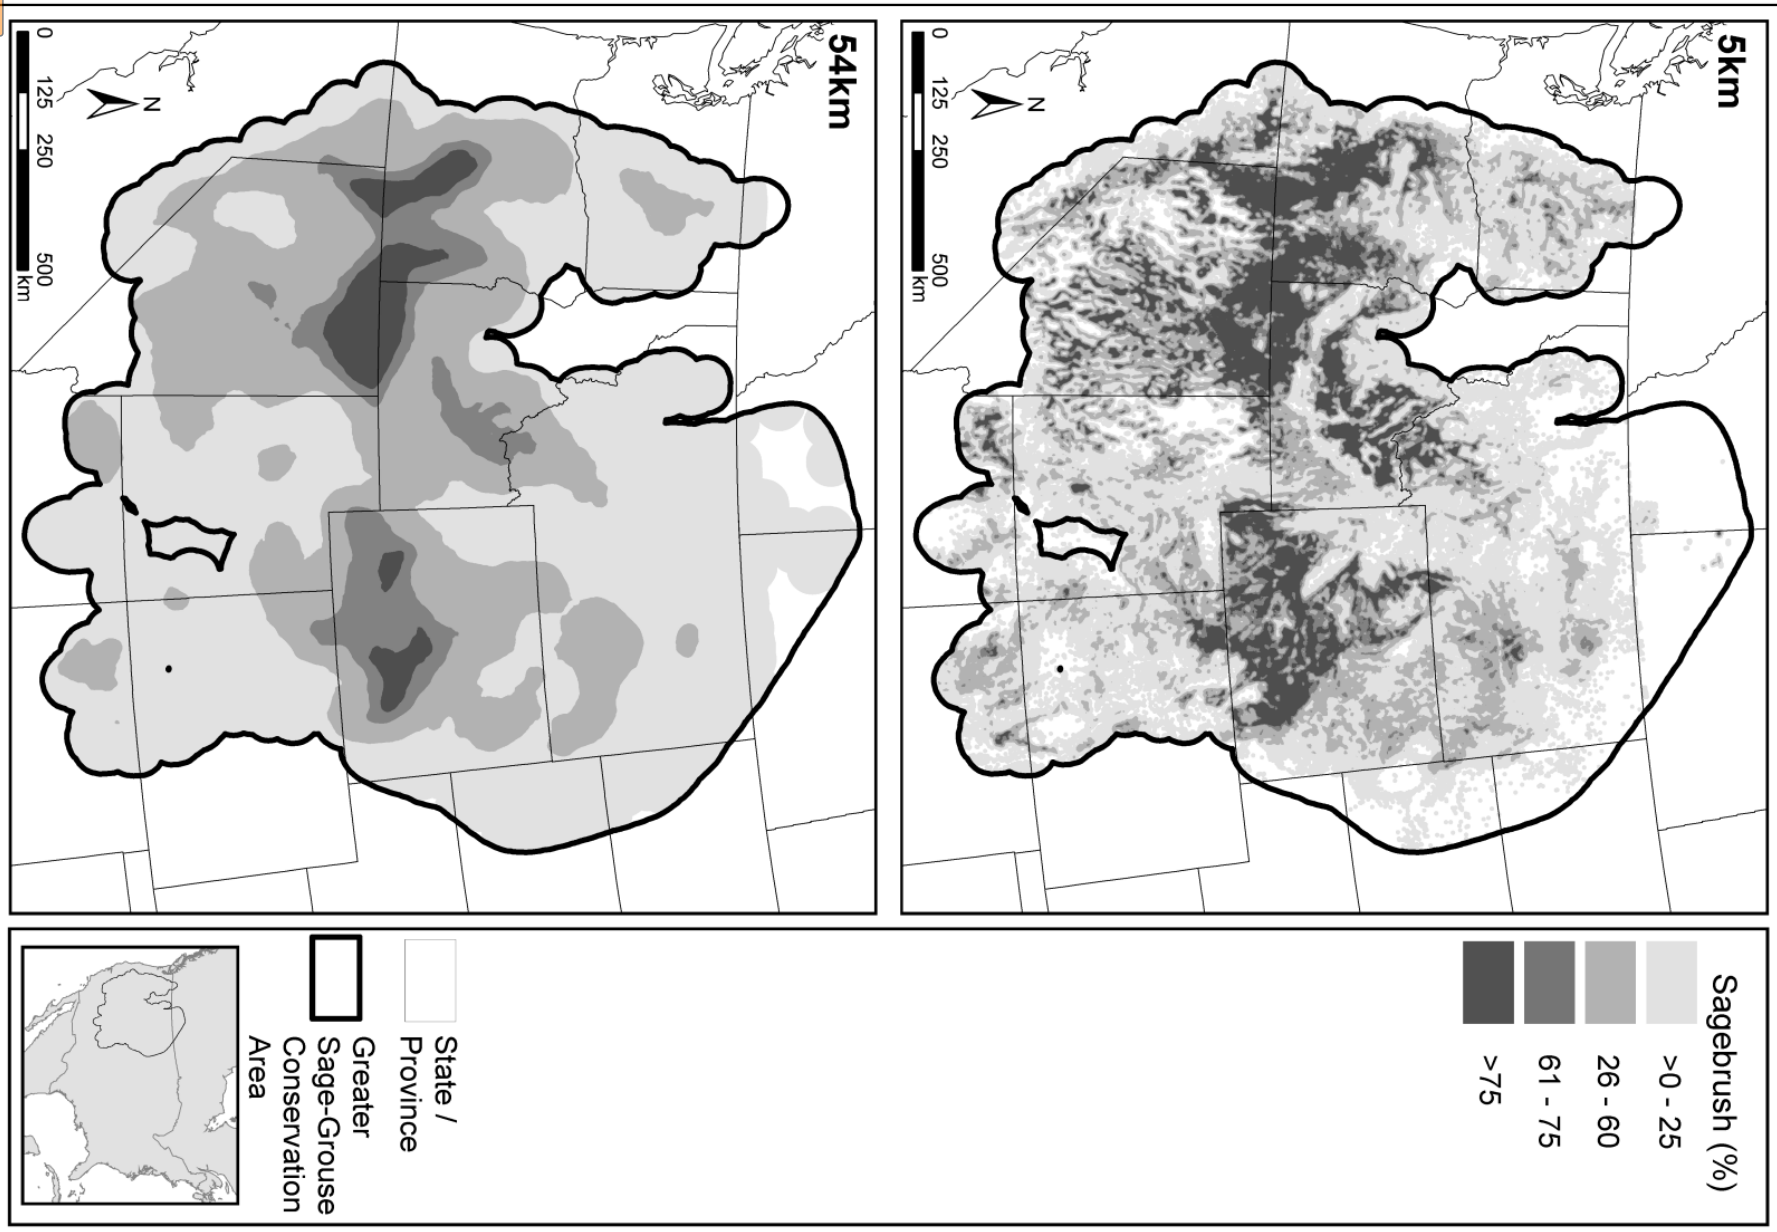 5km
N
0 125 250 500
km
54km
N
0 125 250 500
km
Sagebrush (%)
>0 - 25
26 - 60
61 - 75
>75
State /
Province
Greater
Sage-Grouse
Conservation
Area